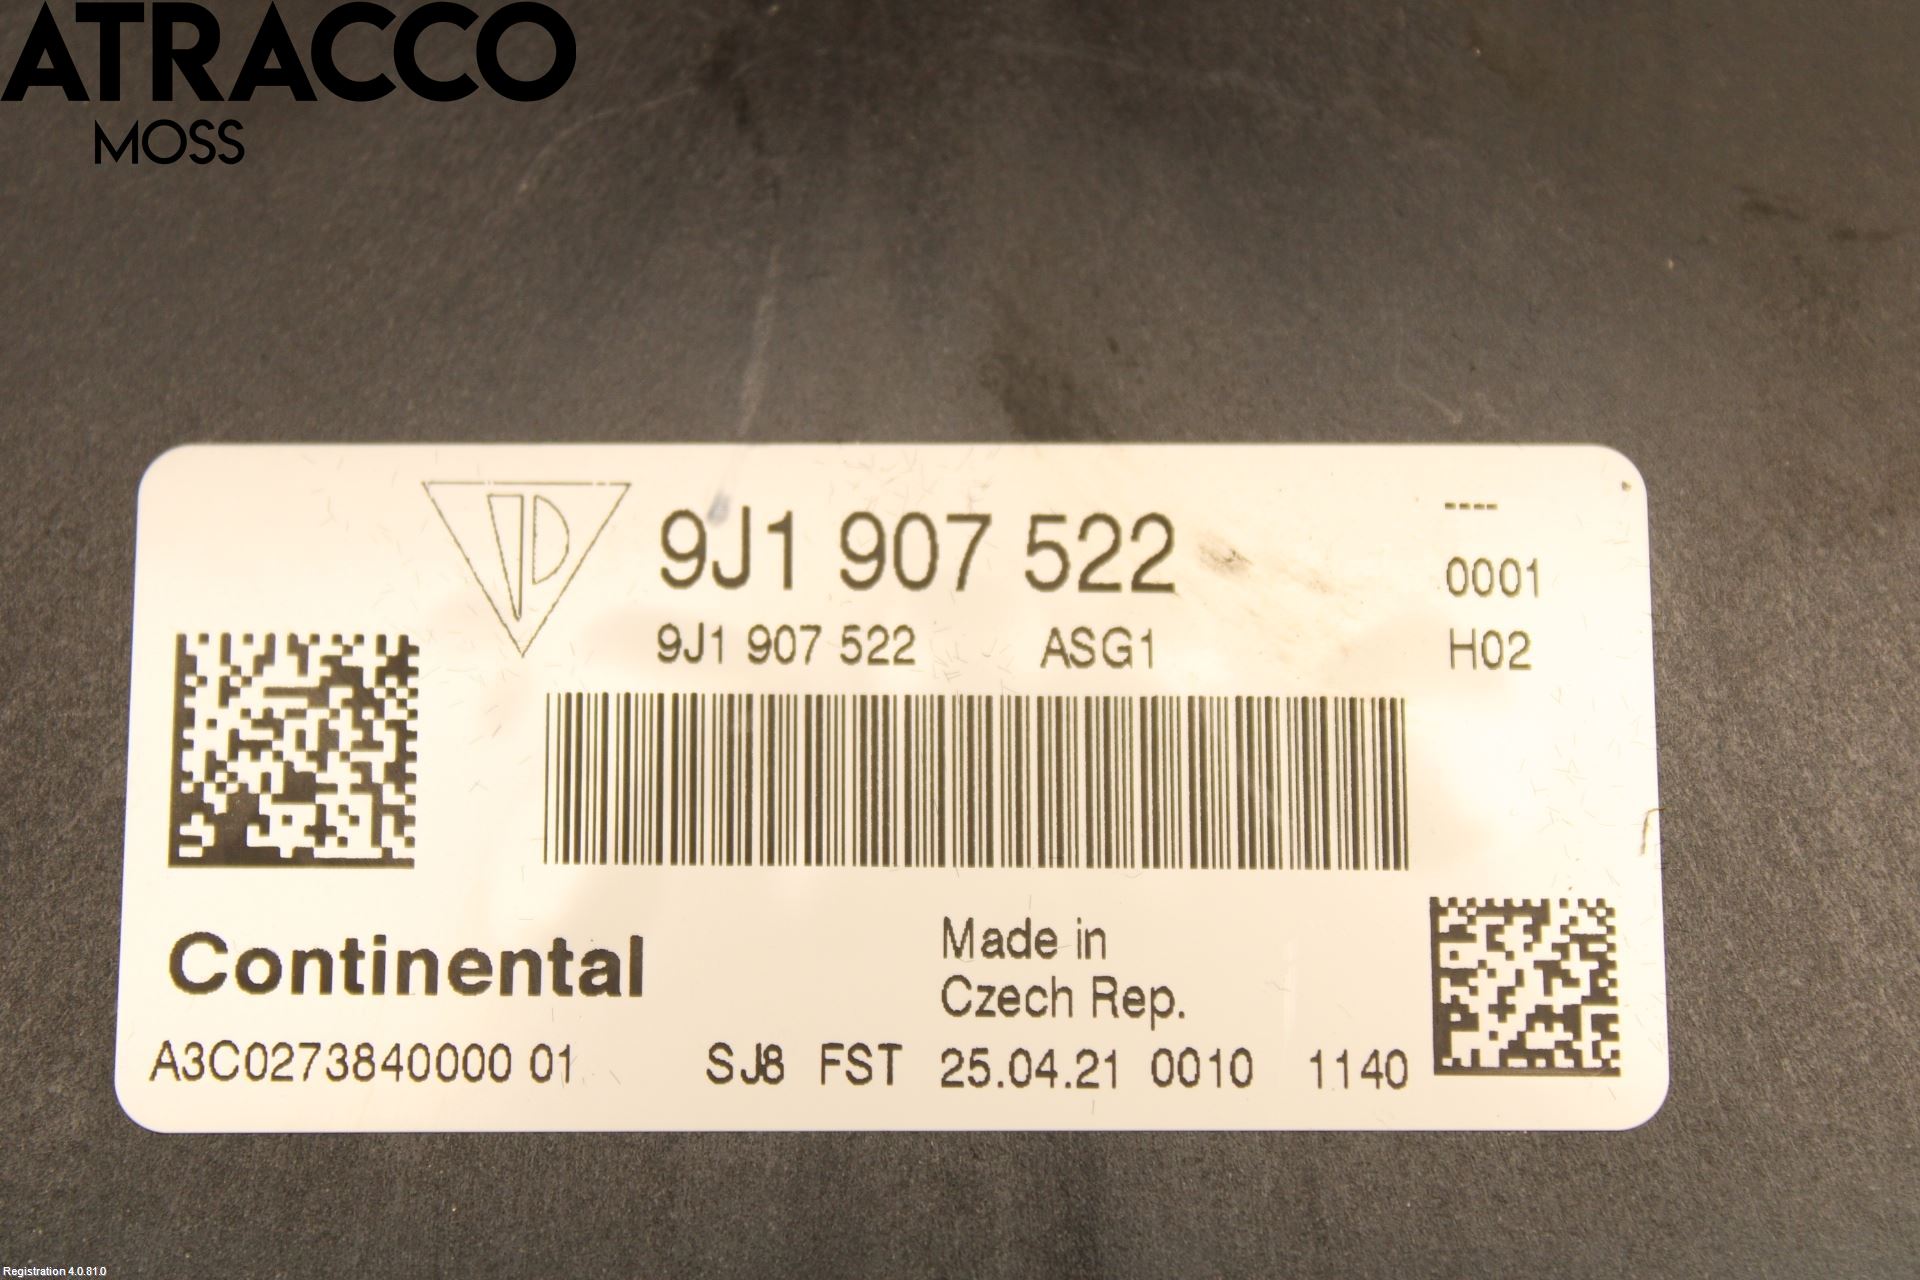 ATRACCO
MOSS
9J1 907 522
----
0001
9J1 907 522 ASG1 H02
Continental
Made in
Czech Rep.
A3C0273840000 01 SJ8 FST 25.04.21 0010 1140
Registration 4.0.81.0